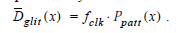 D̅_glit(x) = f_clk · P_patt(x) .